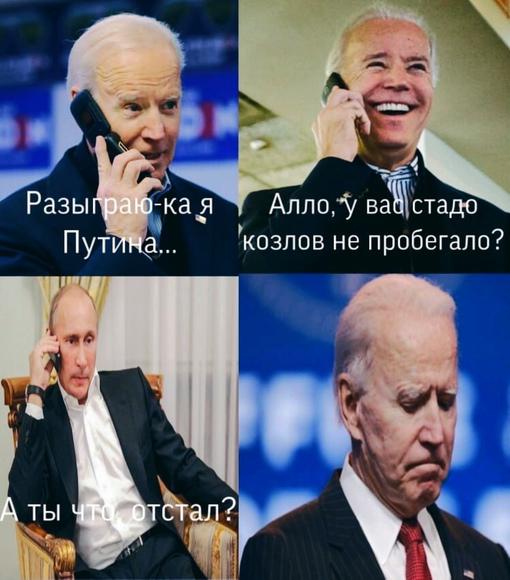 Разыграю-ка я
Путина...
Алло, у вас стадо
козлов не пробегало?
А ты что, отстал?